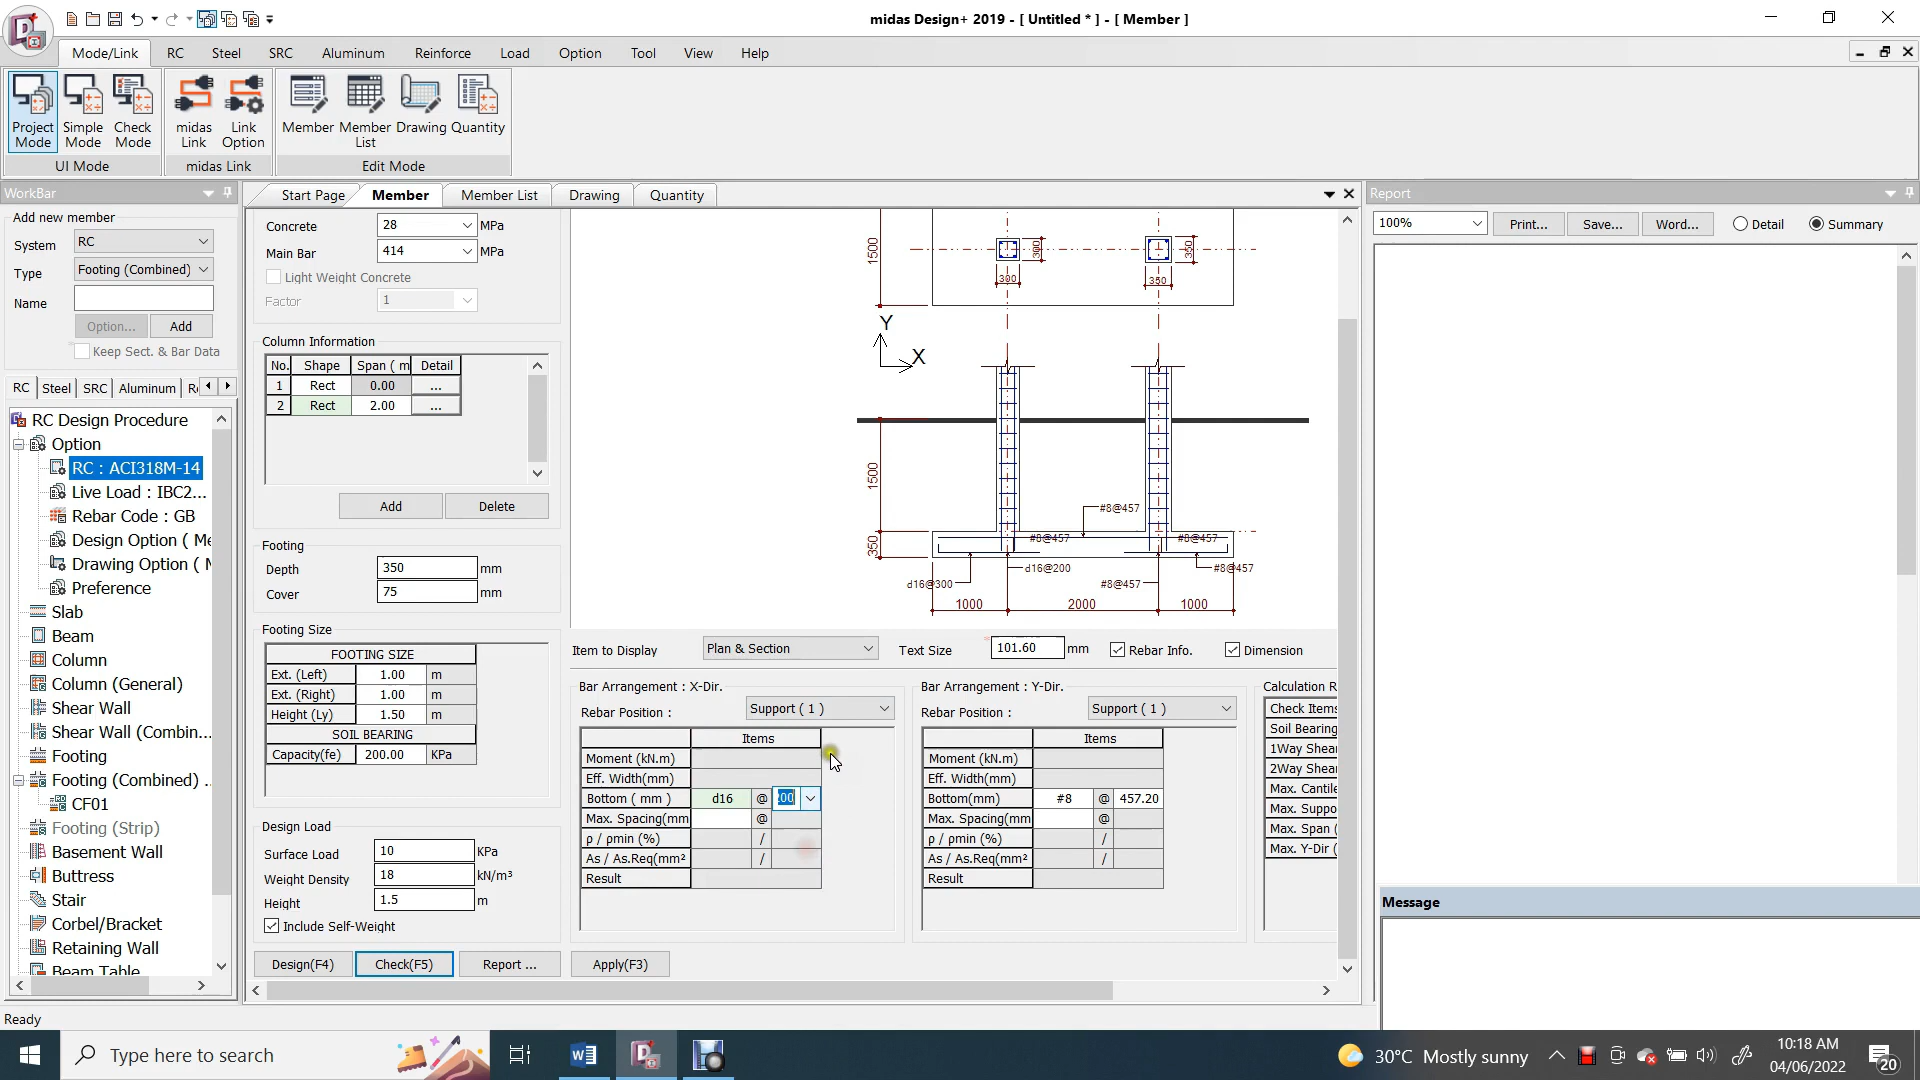 midas Design+ 2019 - [ Untitled * ] - [ Member ]
Mode/Link RC Steel SRC Aluminum Reinforce Load Option Tool View Help
Project Mode Simple Mode Check Mode midas Link Link Option Member Member List Drawing Quantity
UI Mode midas Link Edit Mode
WorkBar
Add new member
System RC
Type Footing (Combined)
Name
Option... Add
Keep Sect. & Bar Data
RC Steel SRC Aluminum
RC Design Procedure
Option
RC : ACI318M-14
Live Load : IBC2...
Rebar Code : GB
Design Option ( Me
Drawing Option (
Preference
Slab
Beam
Column
Column (General)
Shear Wall
Shear Wall (Combin...
Footing
Footing (Combined) ..
CF01
Footing (Strip)
Basement Wall
Buttress
Stair
Corbel/Bracket
Retaining Wall
Beam Table
Start Page Member Member List Drawing Quantity
Concrete 28 MPa
Main Bar 414 MPa
Light Weight Concrete
Factor 1
Column Information
No. Shape Span ( m Detail
1 Rect 0.00 ...
2 Rect 2.00 ...
Add Delete
Footing
Depth 350 mm
Cover 75 mm
Footing Size
FOOTING SIZE
Ext. (Left) 1.00 m
Ext. (Right) 1.00 m
Height (Ly) 1.50 m
SOIL BEARING
Capacity(fe) 200.00 KPa
Design Load
Surface Load 10 KPa
Weight Density 18 kN/m³
Height 1.5 m
Include Self-Weight
Design(F4) Check(F5) Report ... Apply(F3)
1500 300 350
300 350
Y
X
1500
#8@457
350 #8@457 #8@457
d16@200 #8@457
d16@300 #8@457
1000 2000 1000
Item to Display Plan & Section Text Size 101.60 mm Rebar Info. Dimension
Bar Arrangement : X-Dir.
Rebar Position : Support ( 1 )
Items
Moment (kN.m)
Eff. Width(mm)
Bottom ( mm ) d16 @
Max. Spacing(mm @
ρ / ρmin (%) /
As / As.Req(mm² /
Result
Bar Arrangement : Y-Dir.
Rebar Position : Support ( 1 )
Items
Moment (kN.m)
Eff. Width(mm)
Bottom(mm) #8 @ 457.20
Max. Spacing(mm @
ρ / ρmin (%) /
As / As.Req(mm² /
Result
Calculation R
Check Items
Soil Bearing
1Way Shear
2Way Shear
Max. Cantile
Max. Suppo
Max. Span (
Max. Y-Dir (
Report
100% Print... Save... Word... Detail Summary
Message
Ready
Type here to search
30°C Mostly sunny
10:18 AM
04/06/2022
20